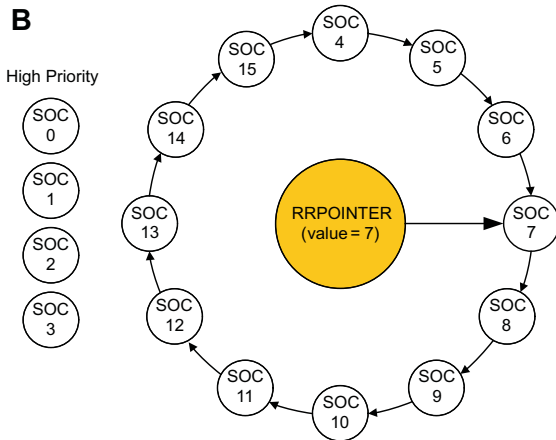 B
High Priority
SOC
0
SOC
1
SOC
2
SOC
3
SOC
4
SOC
5
SOC
6
SOC
7
SOC
8
SOC
9
SOC
10
SOC
11
SOC
12
SOC
13
SOC
14
SOC
15
RRPOINTER
(value = 7)